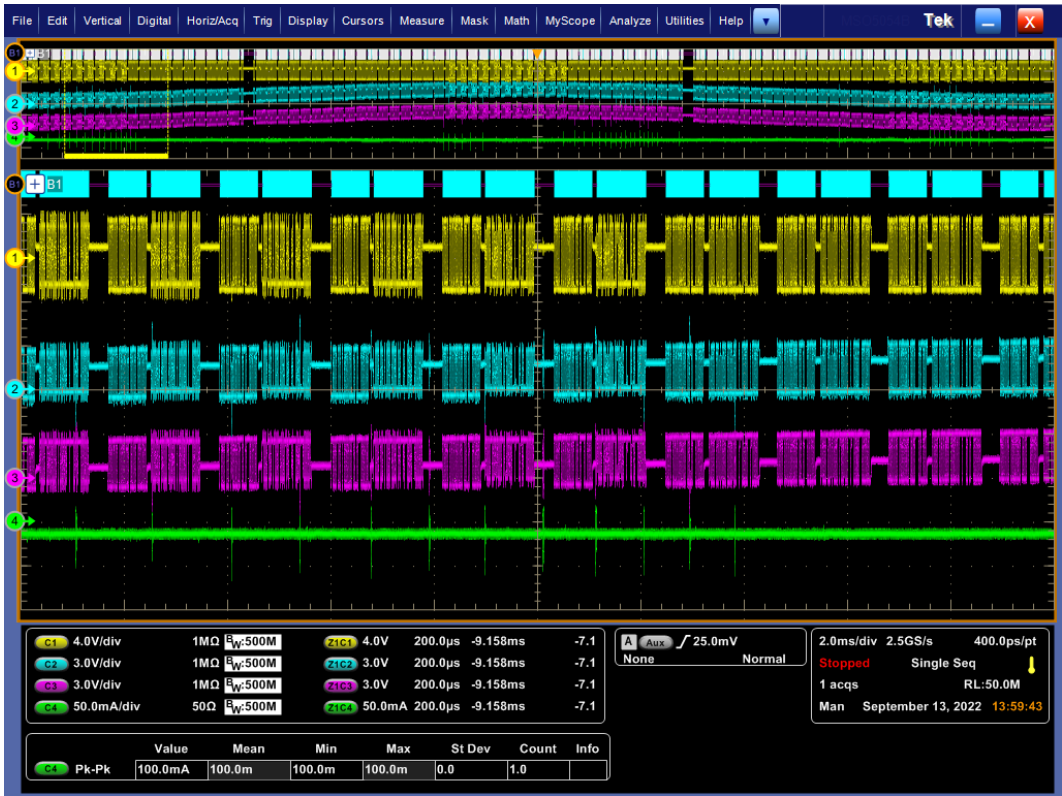 File Edit Vertical Digital Horiz/Acq Trig Display Cursors Measure Mask Math MyScope Analyze Utilities Help Tek X
B1 B1
1
2
3
B1 + B1
1
2
3
4
C1 4.0V/div 1MΩ BW:500M Z1C1 4.0V 200.0µs -9.158ms -7.1
C2 3.0V/div 1MΩ BW:500M Z1C2 3.0V 200.0µs -9.158ms -7.1
C3 3.0V/div 1MΩ BW:500M Z1C3 3.0V 200.0µs -9.158ms -7.1
C4 50.0mA/div 50Ω BW:500M Z1C4 50.0mA 200.0µs -9.158ms -7.1
A Aux 25.0mV
None Normal
2.0ms/div 2.5GS/s 400.0ps/pt
Stopped Single Seq
1 acqs RL:50.0M
Man September 13, 2022 13:59:43
Value Mean Min Max St Dev Count Info
C4 Pk-Pk 100.0mA 100.0m 100.0m 100.0m 0.0 1.0